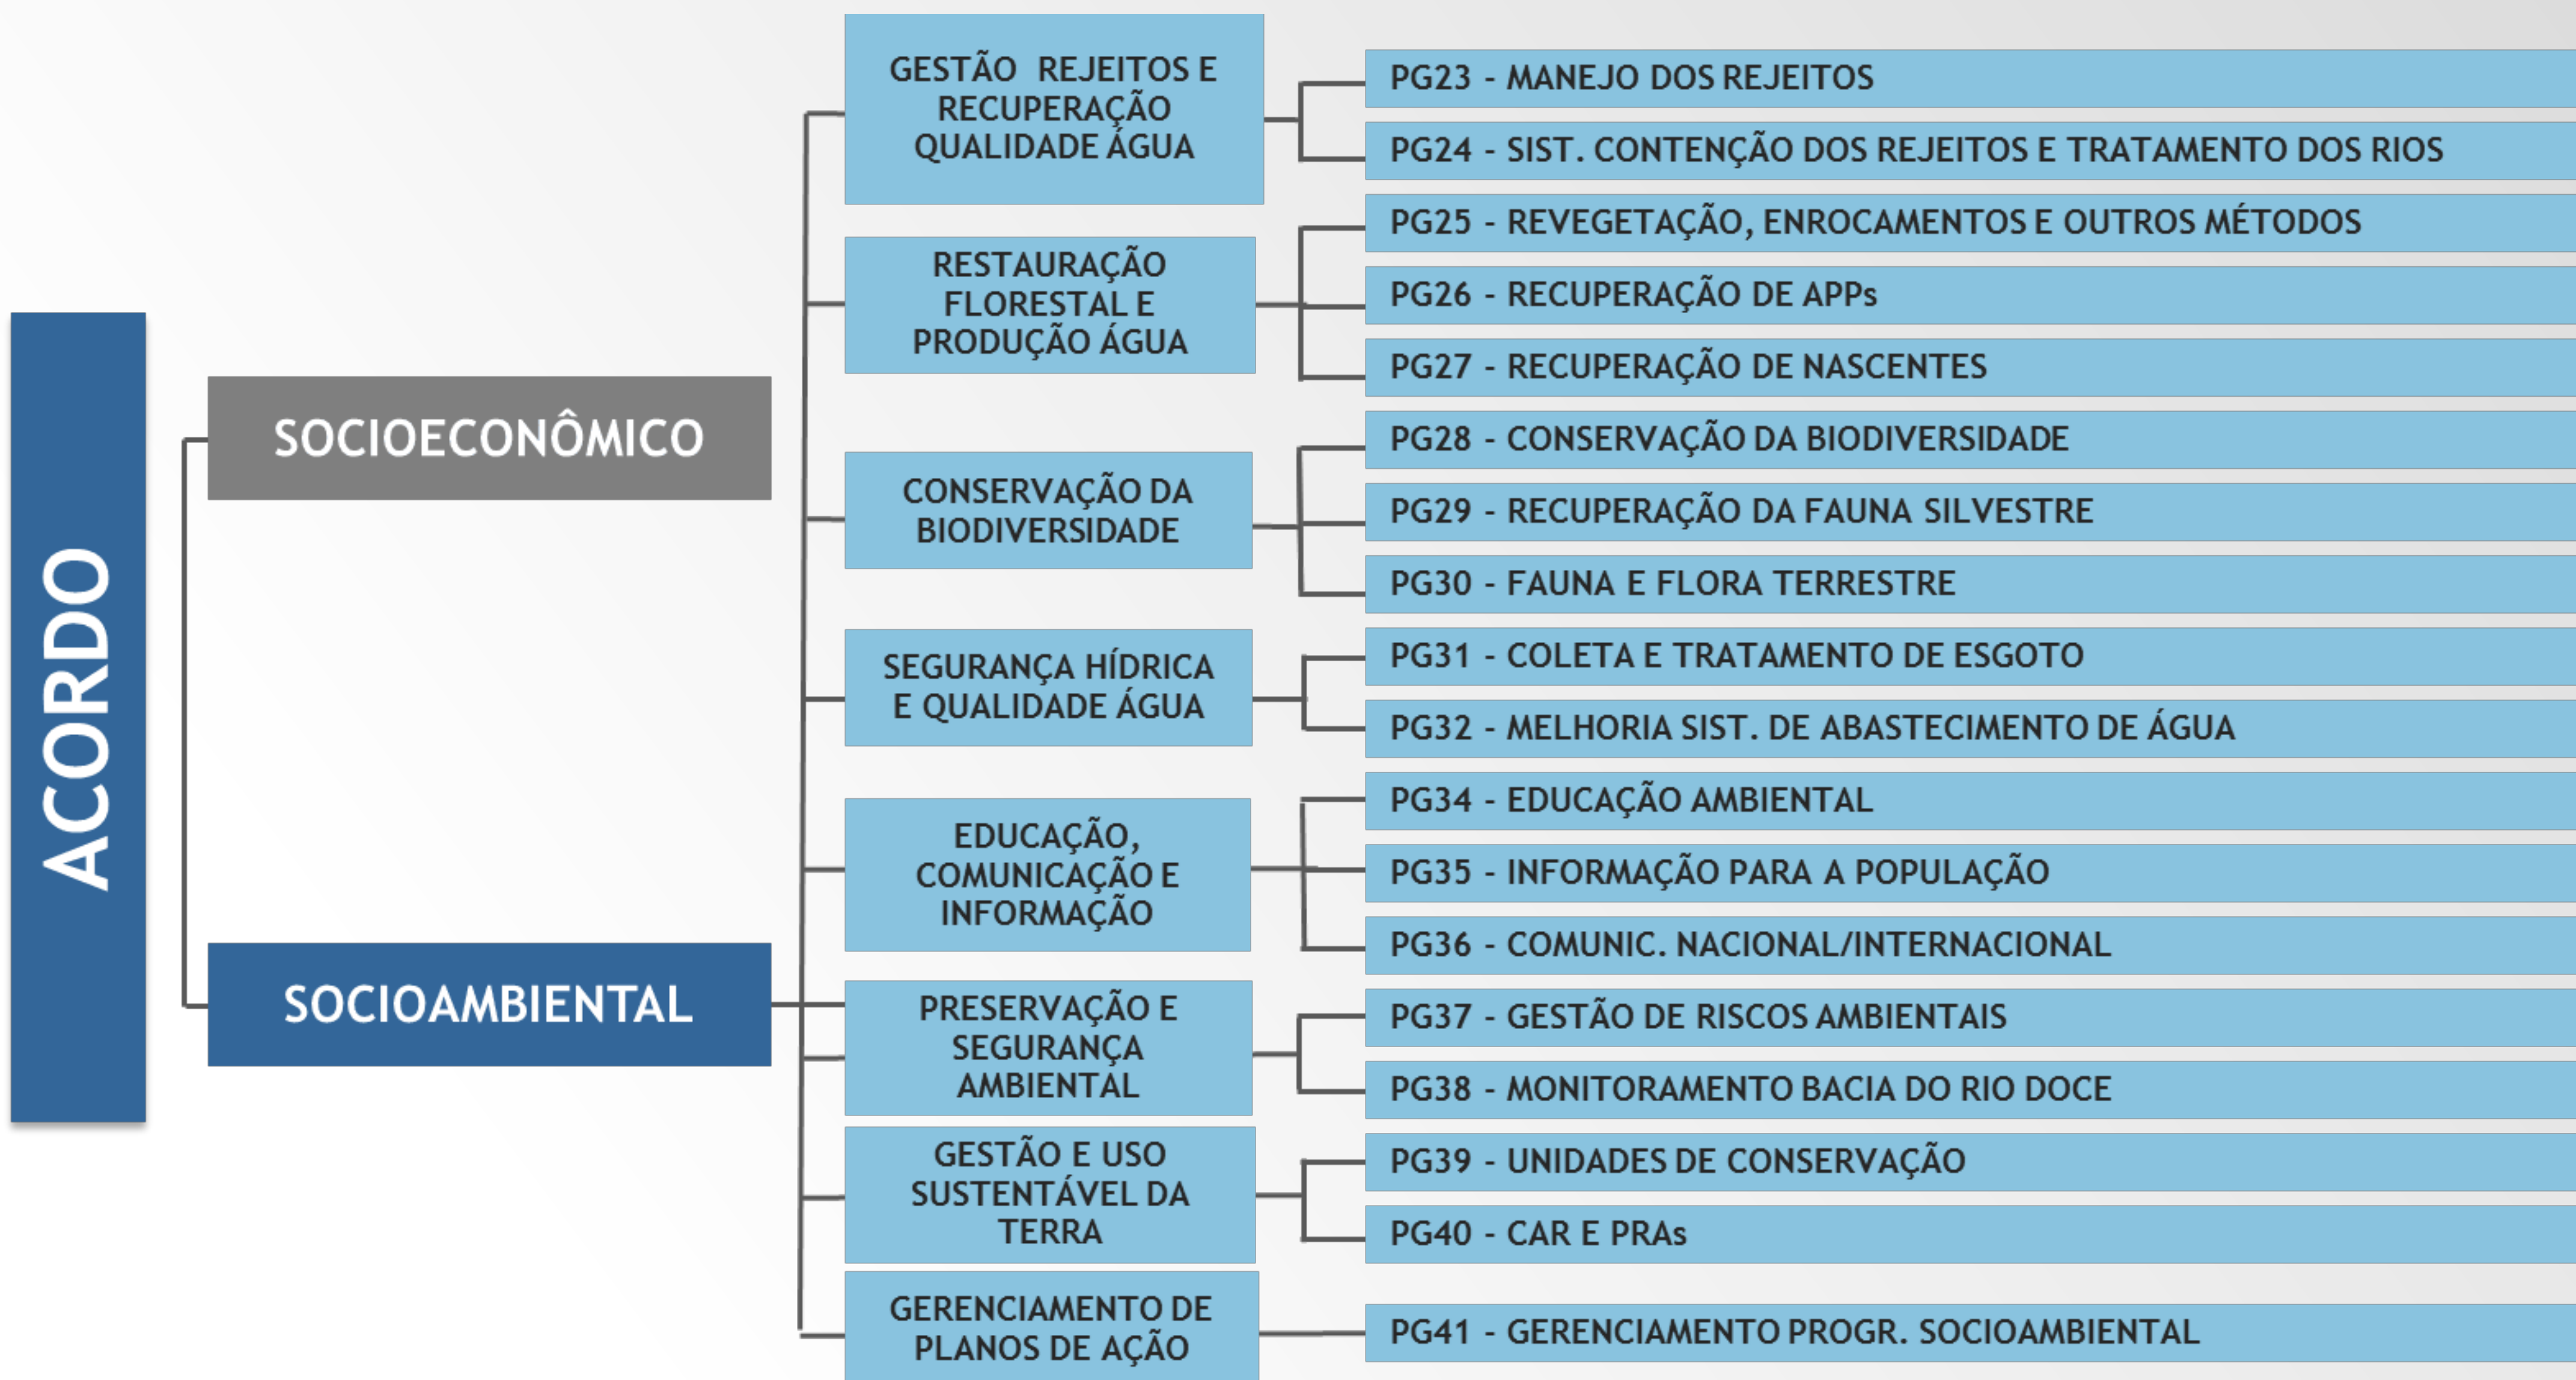 ACORDO
SOCIOECONÔMICO
SOCIOAMBIENTAL
GESTÃO REJEITOS E
RECUPERAÇÃO
QUALIDADE ÁGUA
PG23 - MANEJO DOS REJEITOS
PG24 - SIST. CONTENÇÃO DOS REJEITOS E TRATAMENTO DOS RIOS
RESTAURAÇÃO
FLORESTAL E
PRODUÇÃO ÁGUA
PG25 - REVEGETAÇÃO, ENROCAMENTOS E OUTROS MÉTODOS
PG26 - RECUPERAÇÃO DE APPs
PG27 - RECUPERAÇÃO DE NASCENTES
CONSERVAÇÃO DA
BIODIVERSIDADE
PG28 - CONSERVAÇÃO DA BIODIVERSIDADE
PG29 - RECUPERAÇÃO DA FAUNA SILVESTRE
PG30 - FAUNA E FLORA TERRESTRE
SEGURANÇA HÍDRICA
E QUALIDADE ÁGUA
PG31 - COLETA E TRATAMENTO DE ESGOTO
PG32 - MELHORIA SIST. DE ABASTECIMENTO DE ÁGUA
EDUCAÇÃO,
COMUNICAÇÃO E
INFORMAÇÃO
PG34 - EDUCAÇÃO AMBIENTAL
PG35 - INFORMAÇÃO PARA A POPULAÇÃO
PG36 - COMUNIC. NACIONAL/INTERNACIONAL
PRESERVAÇÃO E
SEGURANÇA
AMBIENTAL
PG37 - GESTÃO DE RISCOS AMBIENTAIS
PG38 - MONITORAMENTO BACIA DO RIO DOCE
GESTÃO E USO
SUSTENTÁVEL DA
TERRA
PG39 - UNIDADES DE CONSERVAÇÃO
PG40 - CAR E PRAs
GERENCIAMENTO DE
PLANOS DE AÇÃO
PG41 - GERENCIAMENTO PROGR. SOCIOAMBIENTAL